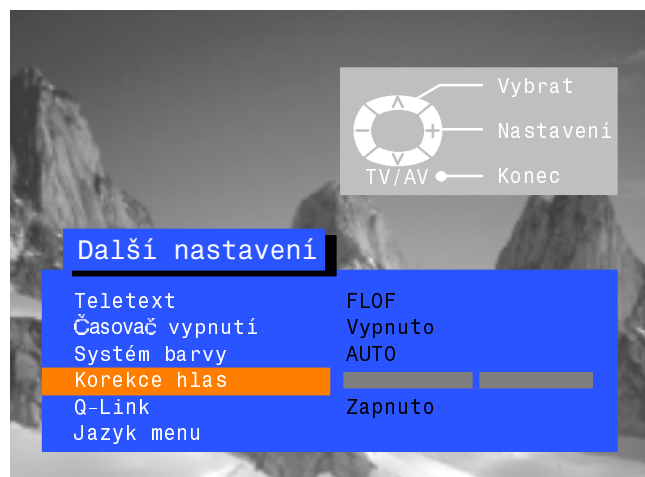 Vybrat
Nastavení
TV/AV Konec
Další nastavení
Teletext FLOF
Časovač vypnutí Vypnuto
Systém barvy AUTO
Korekce hlas
Q-Link Zapnuto
Jazyk menu